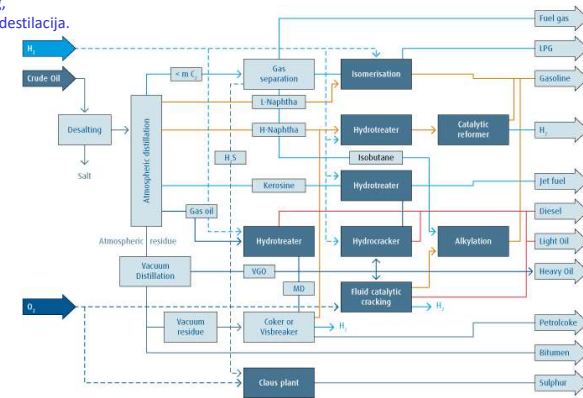 destilacija.
Fuel gas
H₂
LPG
< m C₂
Gas
separation
Isomerisation
Crude Oil
Gasoline
L-Naphtha
Desalting
H-Naphtha
Hydrotreater
Catalytic
reformer
H₂
Atmospheric distillation
H₂S
Isobutane
Salt
Kerosine
Hydrotreater
Jet fuel
Gas oil
Diesel
Atmospheric residue
Hydrotreater
Hydrocracker
Alkylation
Light Oil
Vacuum
Distillation
VGO
Heavy Oil
MD
Fluid catalytic
cracking
O₂
H₂
Vacuum
residue
Coker or
Visbreaker
H₂
Petrolcoke
Bitumen
Claus plant
Sulphur